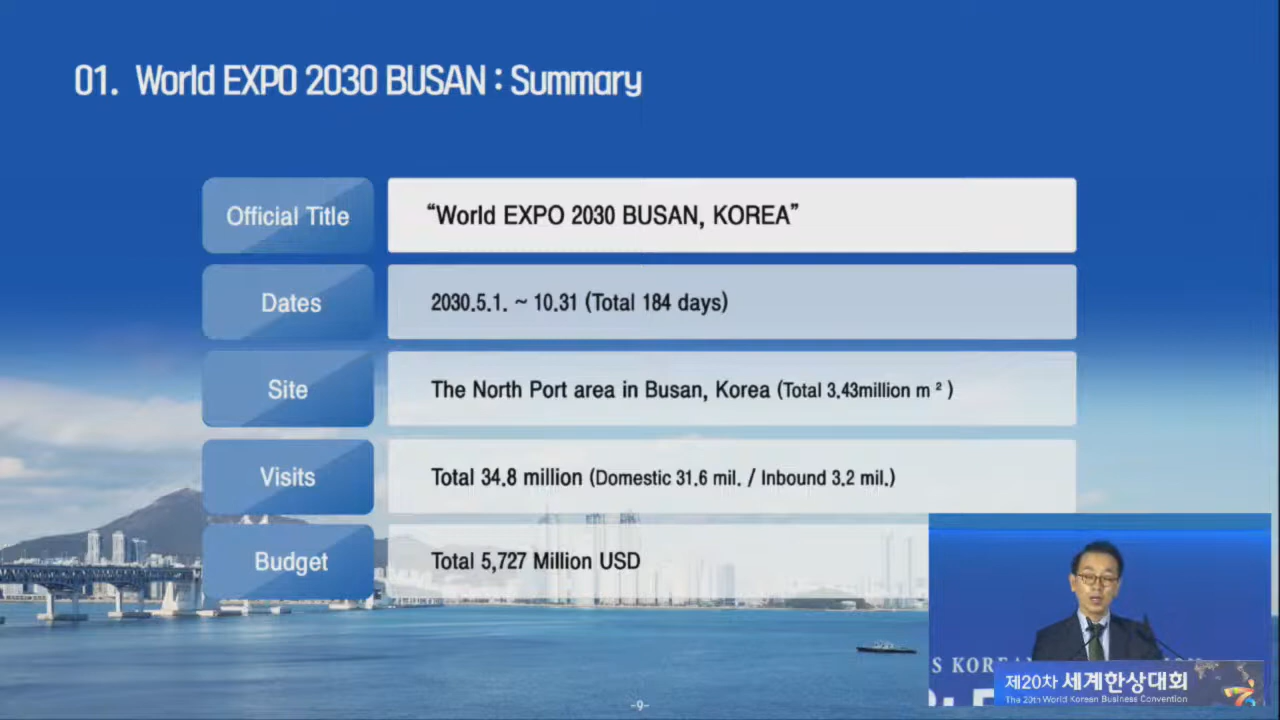 01. World EXPO 2030 BUSAN : Summary
Official Title
“World EXPO 2030 BUSAN, KOREA”
Dates
2030.5.1. ~ 10.31 (Total 184 days)
Site
The North Port area in Busan, Korea (Total 3.43million m ² )
Visits
Total 34.8 million (Domestic 31.6 mil. / Inbound 3.2 mil.)
Budget
Total 5,727 Million USD
-9-
제20차 세계한상대회
The 20th World Korean Business Convention